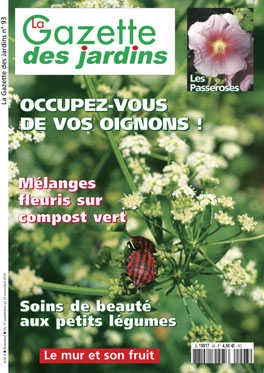 La
Gazette
des jardins
Les
Passeroses
OCCUPEZ-VOUS
DE VOS OIGNONS !
Mélanges
fleuris sur
compost vert
Soins de beauté
aux petits légumes
Le mur et son fruit
La Gazette des Jardins n° 93